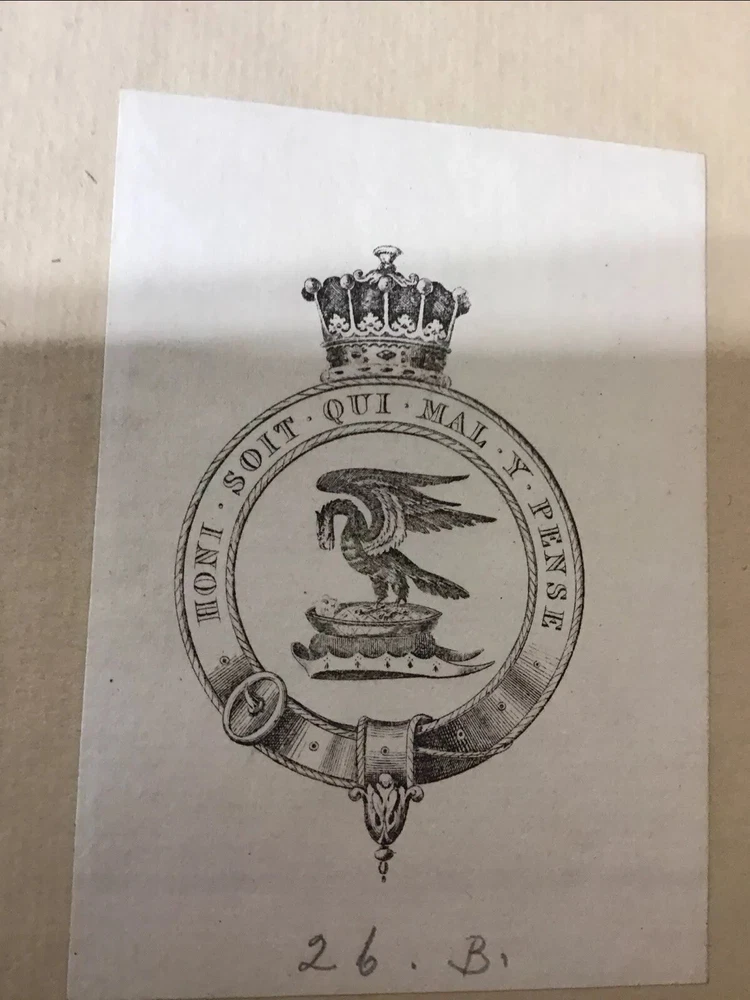 HONI · SOIT · QUI · MAL · Y · PENSE
26. B.